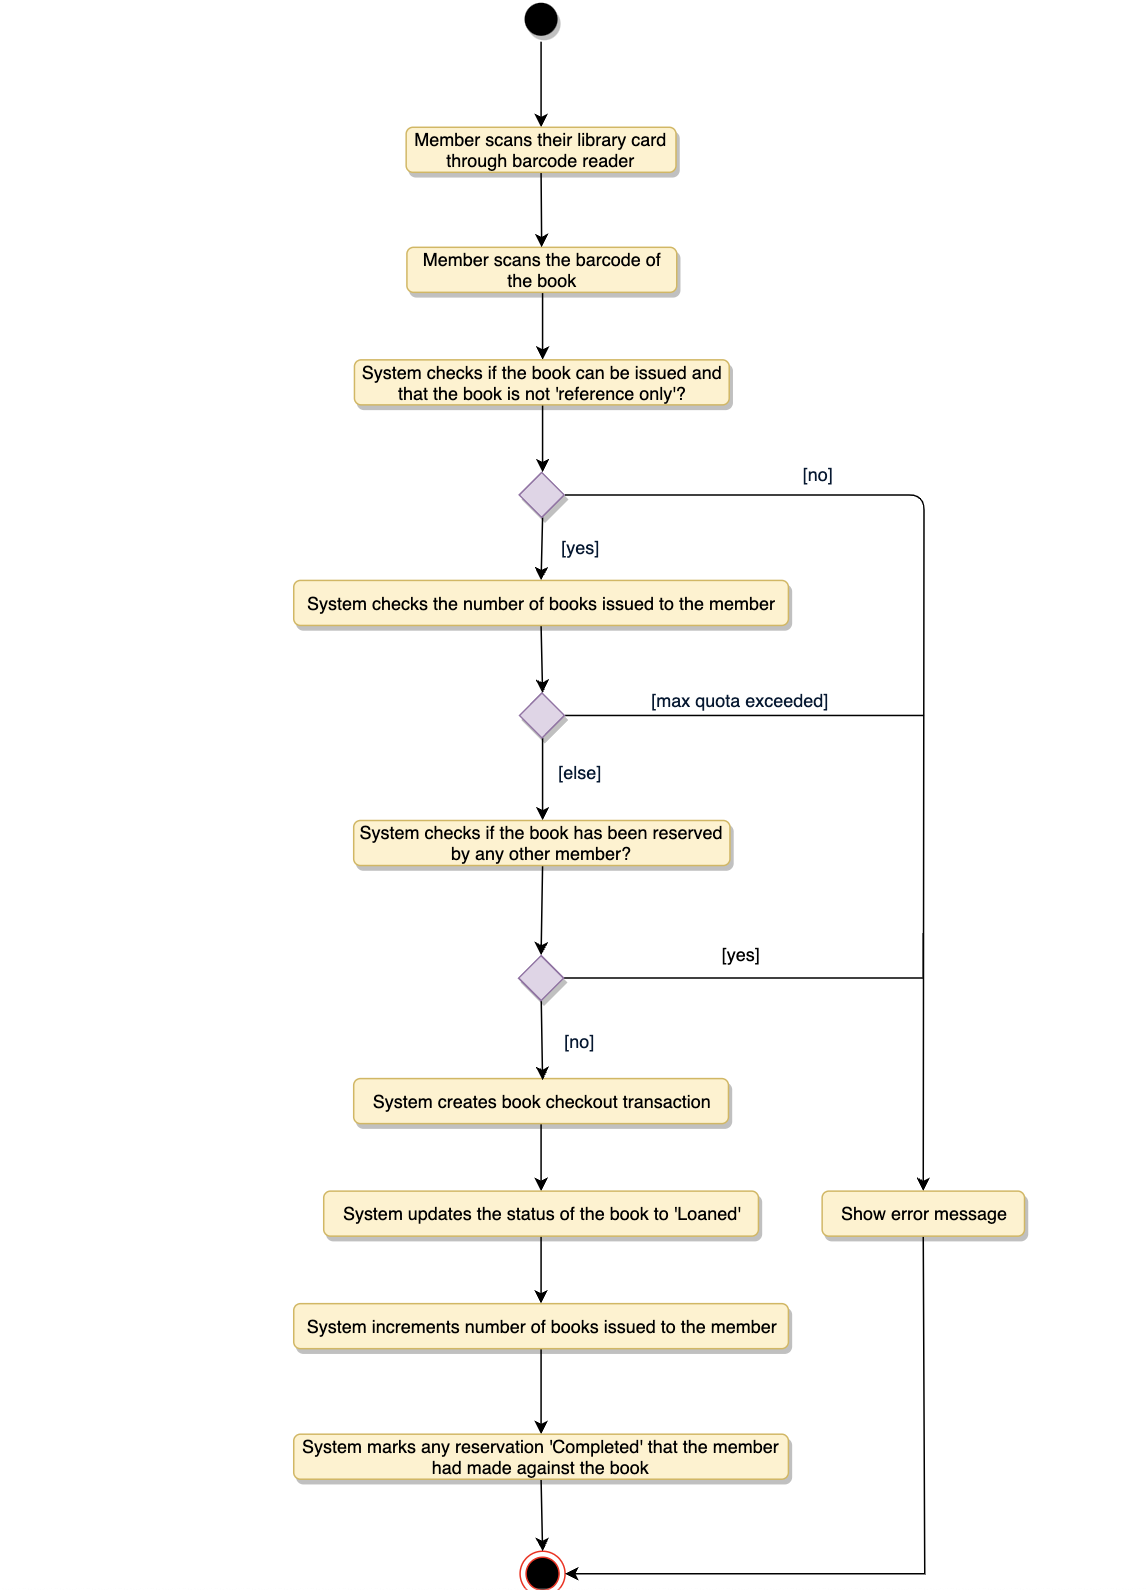 Member scans their library card
through barcode reader
Member scans the barcode of
the book
System checks if the book can be issued and
that the book is not 'reference only'?
[no]
[yes]
System checks the number of books issued to the member
[max quota exceeded]
[else]
System checks if the book has been reserved
by any other member?
[yes]
[no]
System creates book checkout transaction
System updates the status of the book to 'Loaned'
Show error message
System increments number of books issued to the member
System marks any reservation 'Completed' that the member
had made against the book